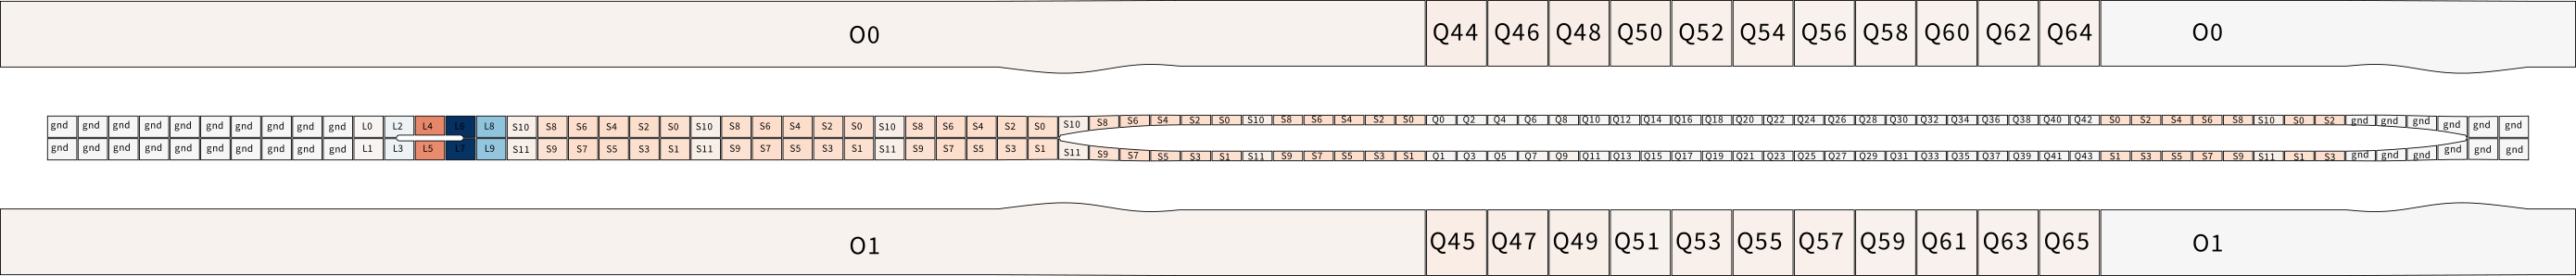 O0 Q44 Q46 Q48 Q50 Q52 Q54 Q56 Q58 Q60 Q62 Q64 O0
gnd gnd gnd gnd gnd gnd gnd gnd gnd gnd L0 L2 L4 L6 L8 S10 S8 S6 S4 S2 S0 S10 S8 S6 S4 S2 S0 S10 S8 S6 S4 S2 S0 S10 S8 S6 S4 S2 S0 S10 S8 S6 S4 S2 S0 Q0 Q2 Q4 Q6 Q8 Q10 Q12 Q14 Q16 Q18 Q20 Q22 Q24 Q26 Q28 Q30 Q32 Q34 Q36 Q38 Q40 Q42 S0 S2 S4 S6 S8 S10 S0 S2 gnd gnd gnd gnd gnd gnd
gnd gnd gnd gnd gnd gnd gnd gnd gnd gnd L1 L3 L5 L7 L9 S11 S9 S7 S5 S3 S1 S11 S9 S7 S5 S3 S1 S11 S9 S7 S5 S3 S1 S11 S9 S7 S5 S3 S1 S11 S9 S7 S5 S3 S1 Q1 Q3 Q5 Q7 Q9 Q11 Q13 Q15 Q17 Q19 Q21 Q23 Q25 Q27 Q29 Q31 Q33 Q35 Q37 Q39 Q41 Q43 S1 S3 S5 S7 S9 S11 S1 S3 gnd gnd gnd gnd gnd gnd
O1 Q45 Q47 Q49 Q51 Q53 Q55 Q57 Q59 Q61 Q63 Q65 O1